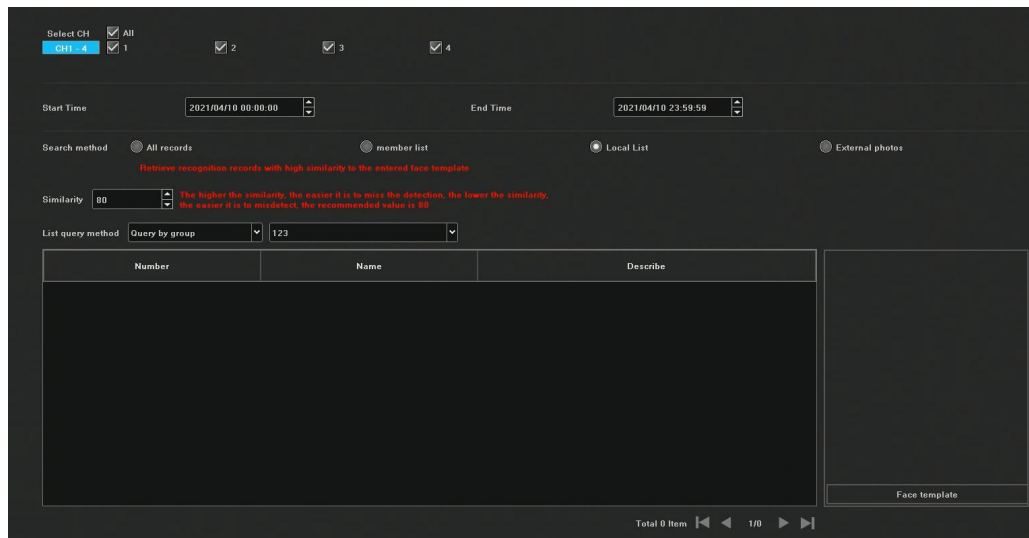 Select CH All
CH1 - 4 1 2 3 4
Start Time 2021/04/10 00:00:00 End Time 2021/04/10 23:59:59
Search method All records member list Local List External photos
Retrieve recognition records with high similarity to the entered face template
Similarity 80 The higher the similarity, the easier it is to miss the detection, the lower the similarity,
the easier it is to misdetect, the recommended value is 80
List query method Query by group 123
Number Name Describe
Face template
Total 0 Item 1/0